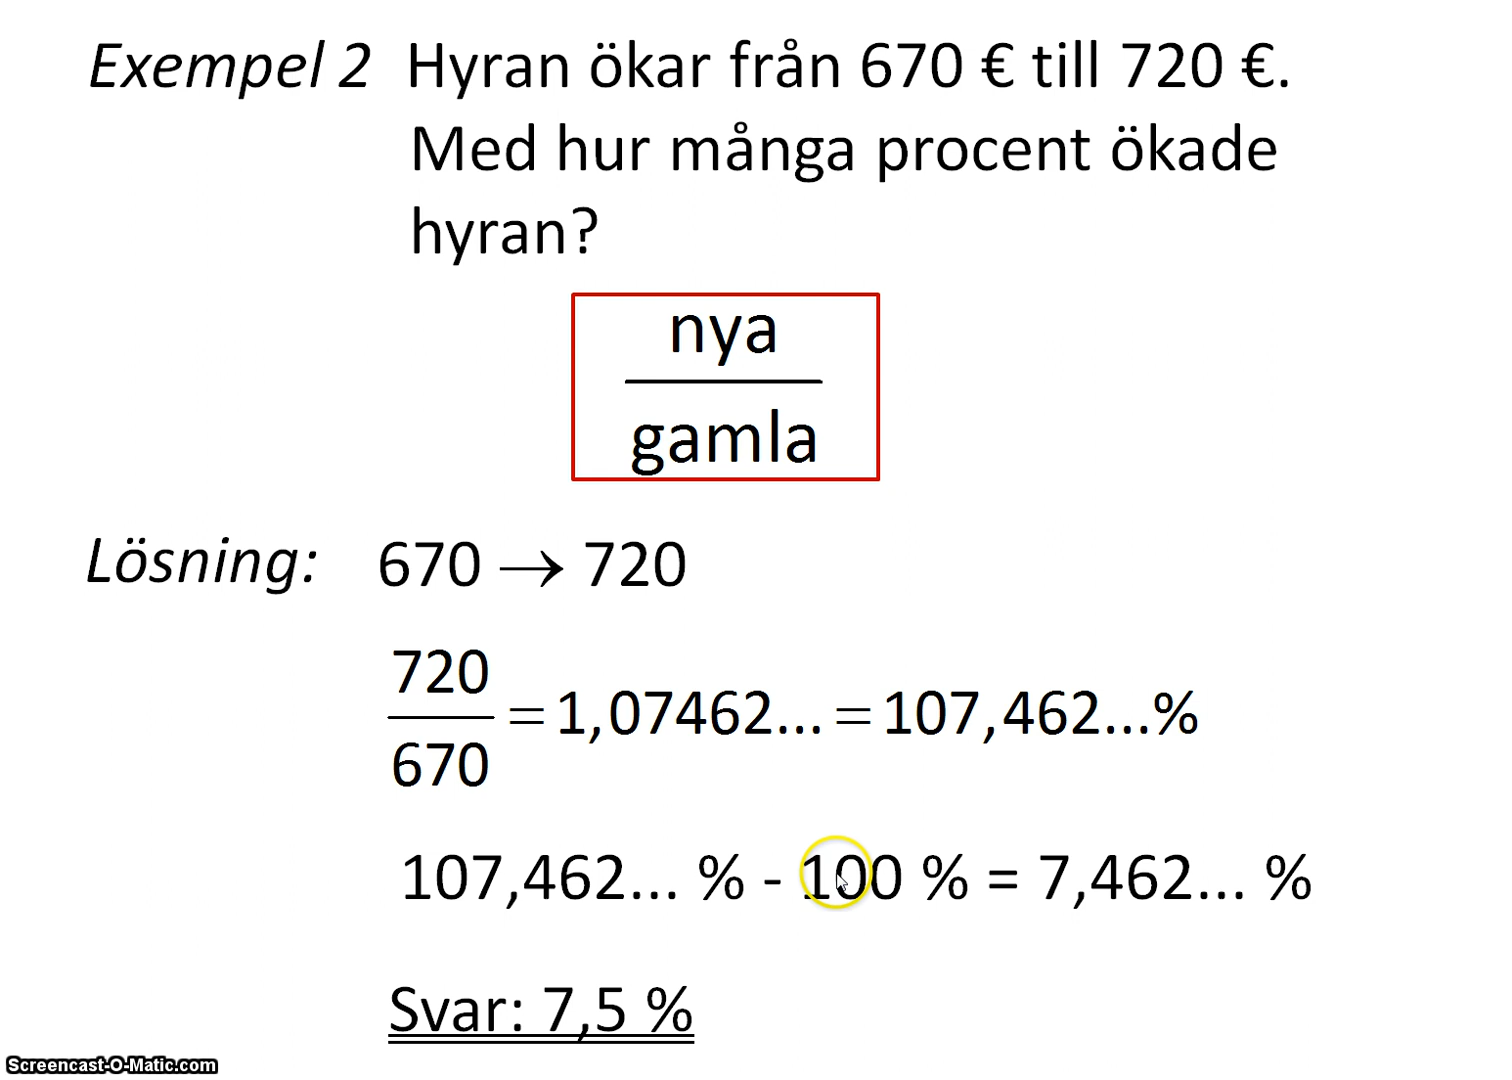 Exempel 2 Hyran ökar från 670 € till 720 €.
Med hur många procent ökade
hyran?
nya
gamla
Lösning: 670 → 720
720
670
= 1,07462... = 107,462...%
107,462... % - 100 % = 7,462... %
Svar: 7,5 %
Screencast-O-Matic.com